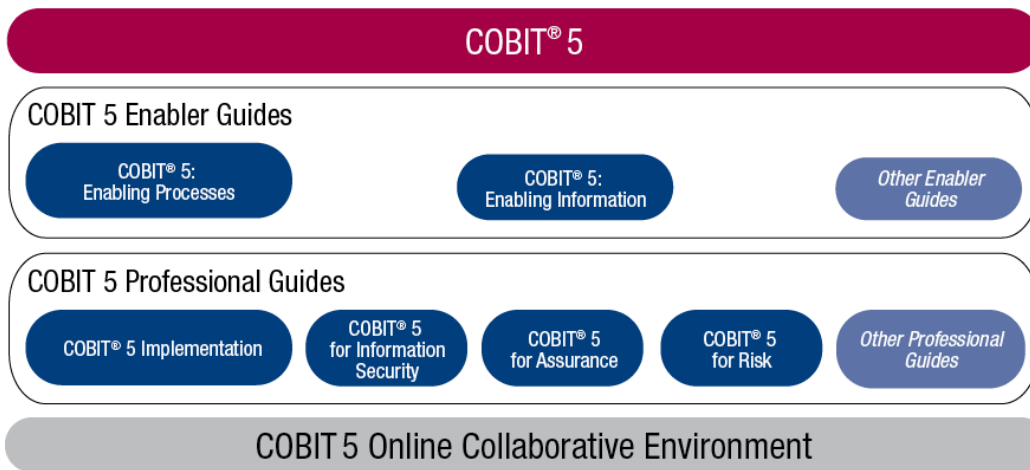 COBIT® 5
COBIT 5 Enabler Guides
COBIT® 5:
Enabling Processes
COBIT® 5:
Enabling Information
Other Enabler
Guides
COBIT 5 Professional Guides
COBIT® 5 Implementation
COBIT® 5
for Information
Security
COBIT® 5
for Assurance
COBIT® 5
for Risk
Other Professional
Guides
COBIT 5 Online Collaborative Environment